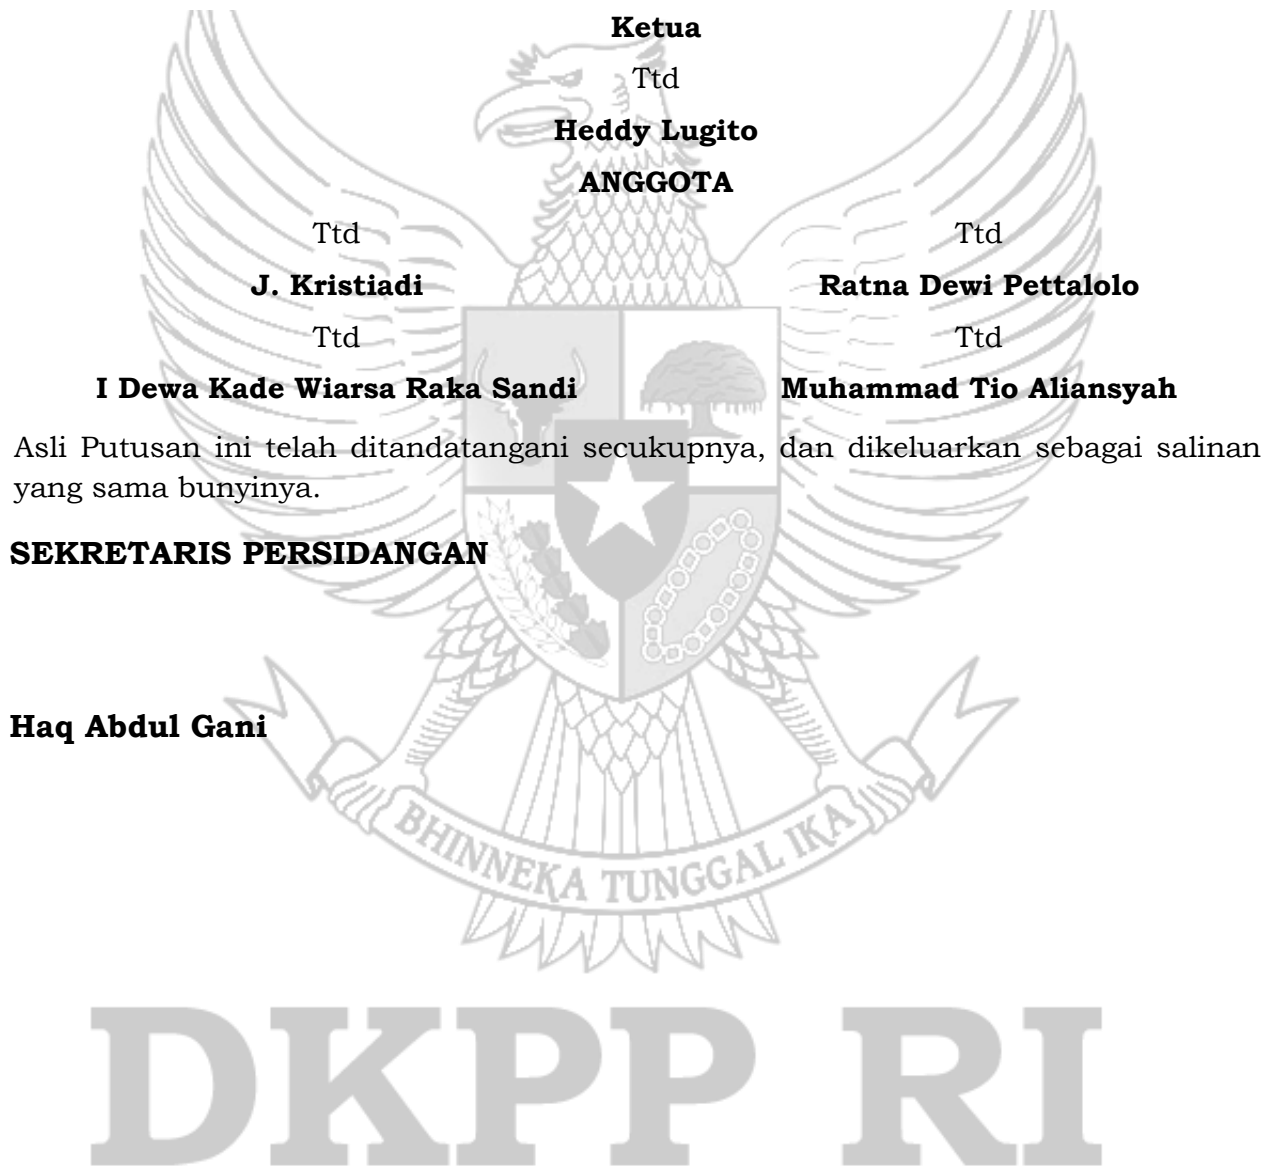 Ketua
Ttd
Heddy Lugito
ANGGOTA
Ttd Ttd
J. Kristiadi Ratna Dewi Pettalolo
Ttd Ttd
I Dewa Kade Wiarsa Raka Sandi Muhammad Tio Aliansyah
Asli Putusan ini telah ditandatangani secukupnya, dan dikeluarkan sebagai salinan
yang sama bunyinya.
SEKRETARIS PERSIDANGAN
Haq Abdul Gani
BHINNEKA TUNGGAL IKA
DKPP RI